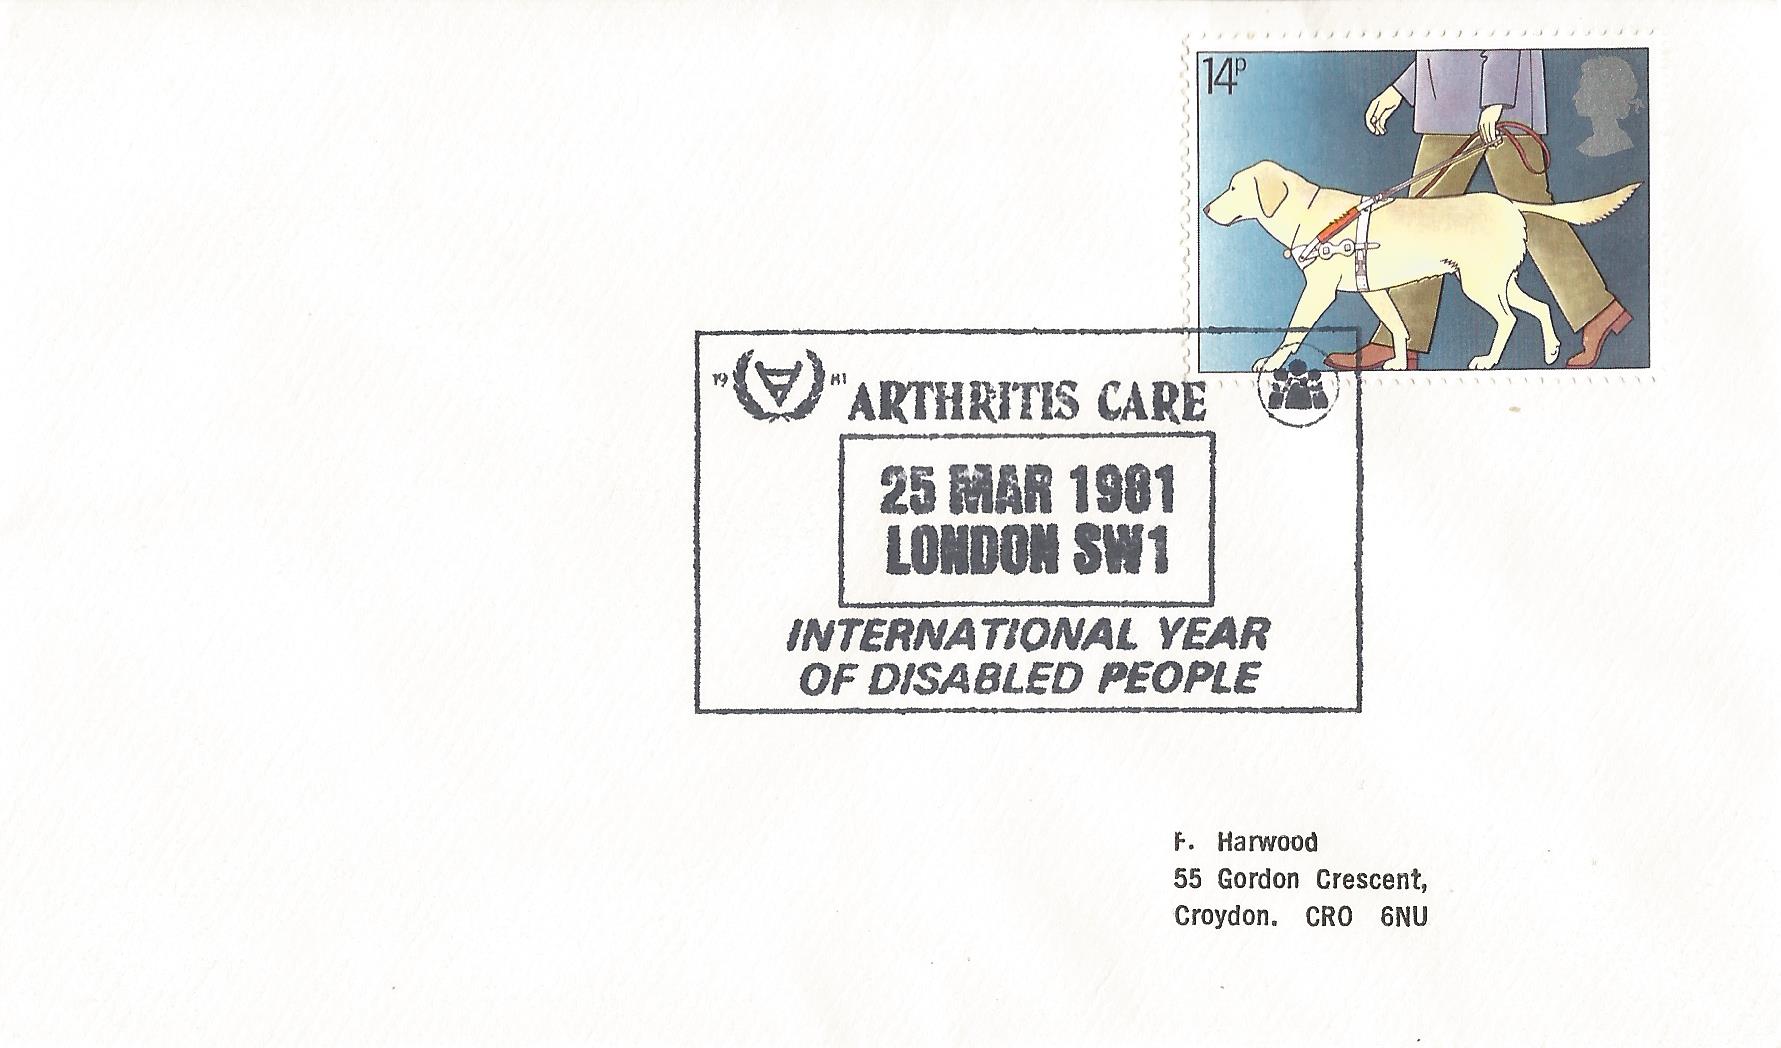 14P
19 81
ARTHRITIS CARE
25 MAR 1981
LONDON SW1
INTERNATIONAL YEAR
OF DISABLED PEOPLE
F. Harwood
55 Gordon Crescent,
Croydon. CRO 6NU